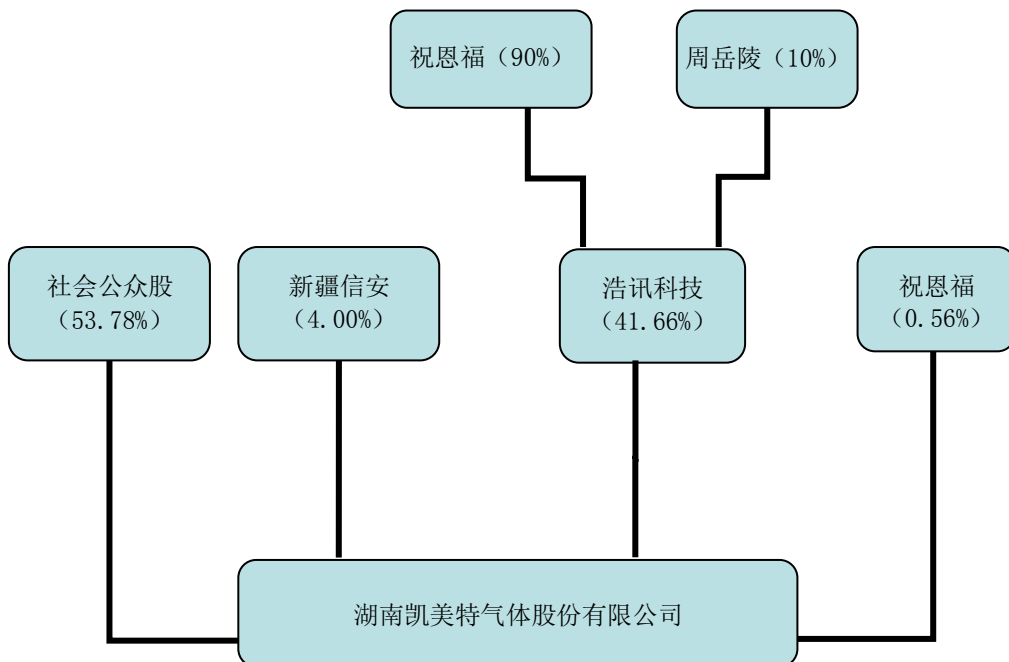 祝恩福（90%）
周岳陵（10%）
社会公众股
（53.78%）
新疆信安
（4.00%）
浩讯科技
（41.66%）
祝恩福
（0.56%）
湖南凯美特气体股份有限公司